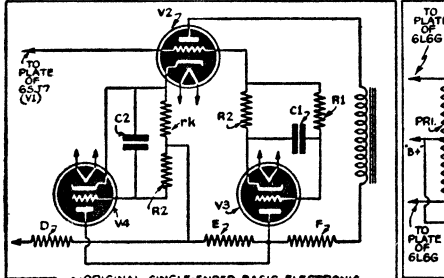 V2
TO
PLATE
OF
6SJ7
(V1)
C2
rk
R2
R2
C1
R1
V4
V3
D
E
F
ORIGINAL SINGLE-ENDED BASIC ELECTRONIA
TO
PLATE
OF
6L6G
PRI.
"B+"
TO
PLATE
OF
6L6G